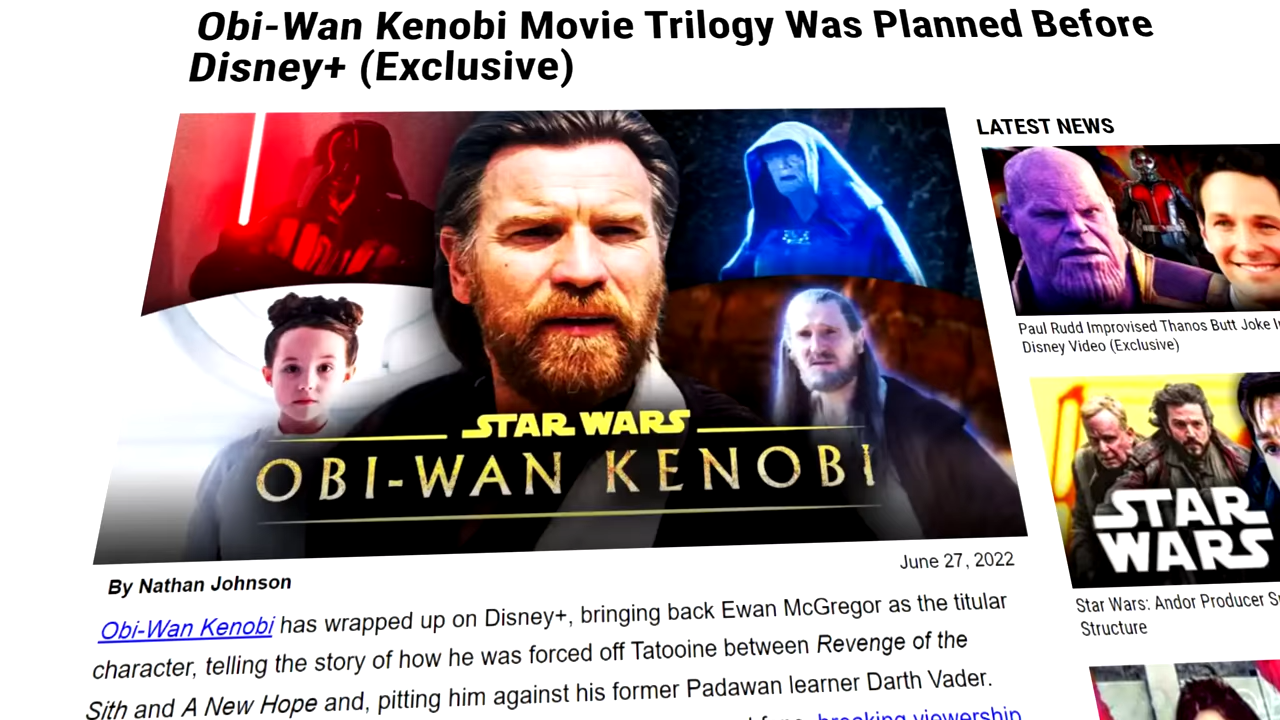 Obi-Wan Kenobi Movie Trilogy Was Planned Before
Disney+ (Exclusive)
STAR WARS
OBI-WAN KENOBI
By Nathan Johnson
June 27, 2022
Obi-Wan Kenobi has wrapped up on Disney+, bringing back Ewan McGregor as the titular
character, telling the story of how he was forced off Tatooine between Revenge of the
Sith and A New Hope and, pitting him against his former Padawan learner Darth Vader.
breaking viewership
LATEST NEWS
Paul Rudd Improvised Thanos Butt Joke
Disney Video (Exclusive)
STAR
WARS
Star Wars: Andor Producer
Structure